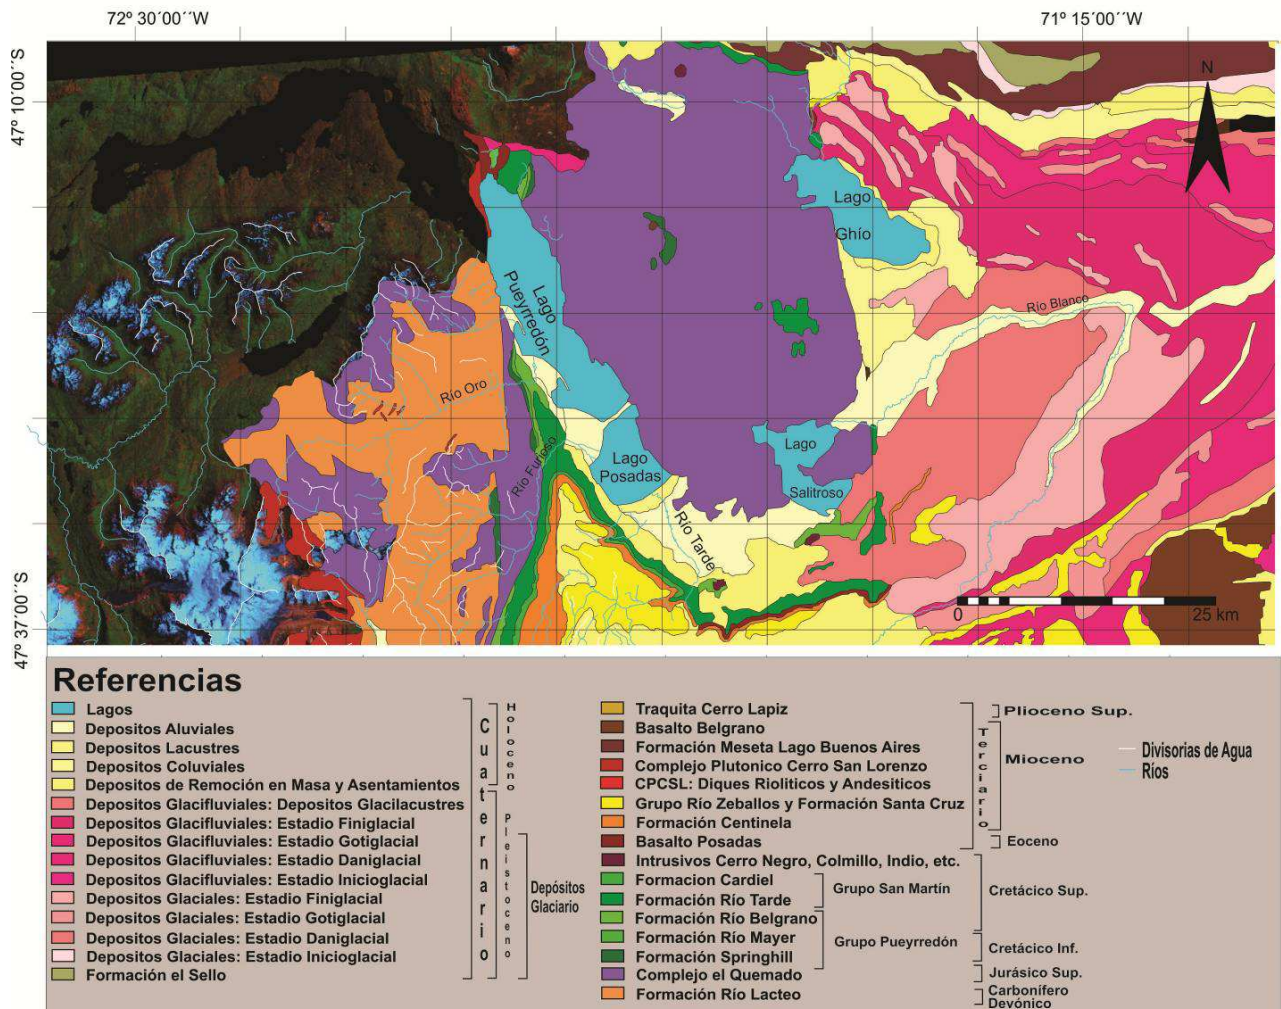 72º 30´00´´W
71º 15´00´´W
47º 10´00´´S
N
Lago
Ghío
Lago
Pueyrredón
Río Blanco
Río Oro
Río Furioso
Lago
Posadas
Lago
Salitroso
Río Tarde
47º 37´00´´S
0
25 km
Referencias
Lagos
Depositos Aluviales
Depósitos Lacustres
Depósitos Coluviales
Depositos de Remoción en Masa y Asentamientos
Depositos Glacifluviales: Depositos Glacilacustres
Depositos Glacifluviales: Estadio Finiglacial
Depositos Glacifluviales: Estadio Gotiglacial
Depositos Glacifluviales: Estadio Daniglacial
Depositos Glacifluviales: Estadio Inicioglacial
Depositos Glaciales: Estadio Finiglacial
Depositos Glaciales: Estadio Gotiglacial
Depositos Glaciales: Estadio Daniglacial
Depositos Glaciales: Estadio Inicioglacial
Formación el Sello
Cuaternario
Holoceno
Pleistoceno
Depósitos
Glaciario
Traquita Cerro Lapiz
Basalto Belgrano
Formación Meseta Lago Buenos Aires
Complejo Plutonico Cerro San Lorenzo
CPCSL: Diques Rioliticos y Andesiticos
Grupo Río Zeballos y Formación Santa Cruz
Formación Centinela
Basalto Posadas
Intrusivos Cerro Negro, Colmillo, Indio, etc.
Formacion Cardiel
Formación Río Tarde
Formación Río Belgrano
Formación Río Mayer
Formación Springhill
Complejo el Quemado
Formación Río Lacteo
Grupo San Martín
Grupo Pueyrredón
Terciario
Plioceno Sup.
Mioceno
Eoceno
Cretácico Sup.
Cretácico Inf.
Jurásico Sup.
Carbonífero
Devónico
Divisorias de Agua
Ríos